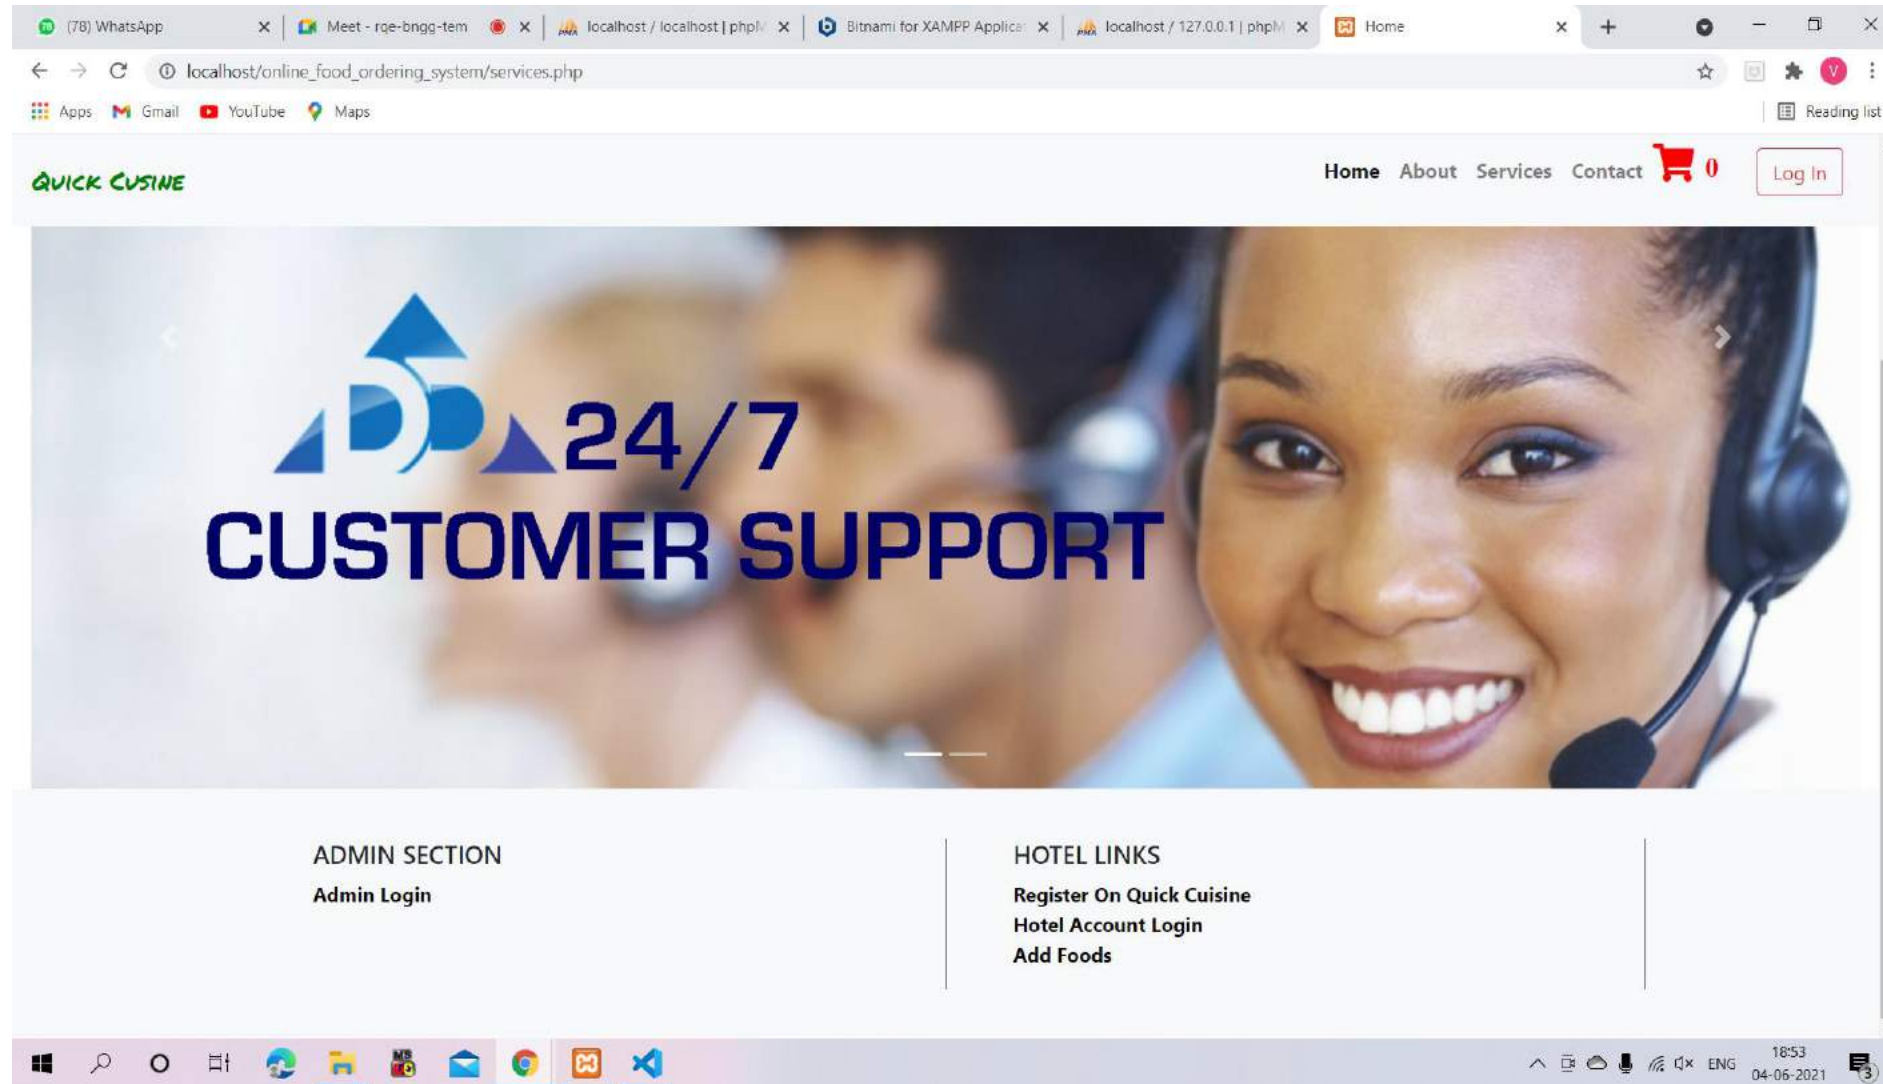 (78) WhatsApp
Meet - rqe-bngg-tem
localhost / localhost | phpM
Bitnami for XAMPP Applica
localhost / 127.0.0.1 | phpM
Home
localhost/online_food_ordering_system/services.php
V
Apps
Gmail
YouTube
Maps
Reading list
QUICK CUSINE
Home
About
Services
Contact
0
Log In
24/7
CUSTOMER SUPPORT
ADMIN SECTION
Admin Login
HOTEL LINKS
Register On Quick Cuisine
Hotel Account Login
Add Foods
ENG
18:53
04-06-2021
3